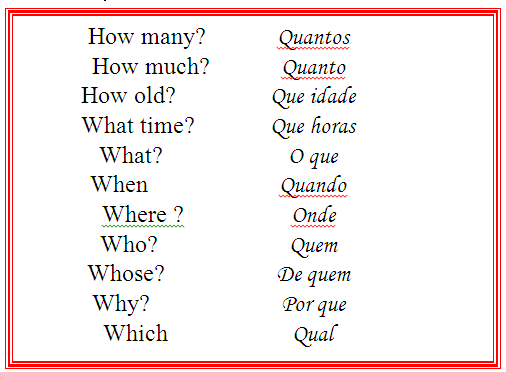 How many? Quantos
How much? Quanto
How old? Que idade
What time? Que horas
What? O que
When Quando
Where ? Onde
Who? Quem
Whose? De quem
Why? Por que
Which Qual